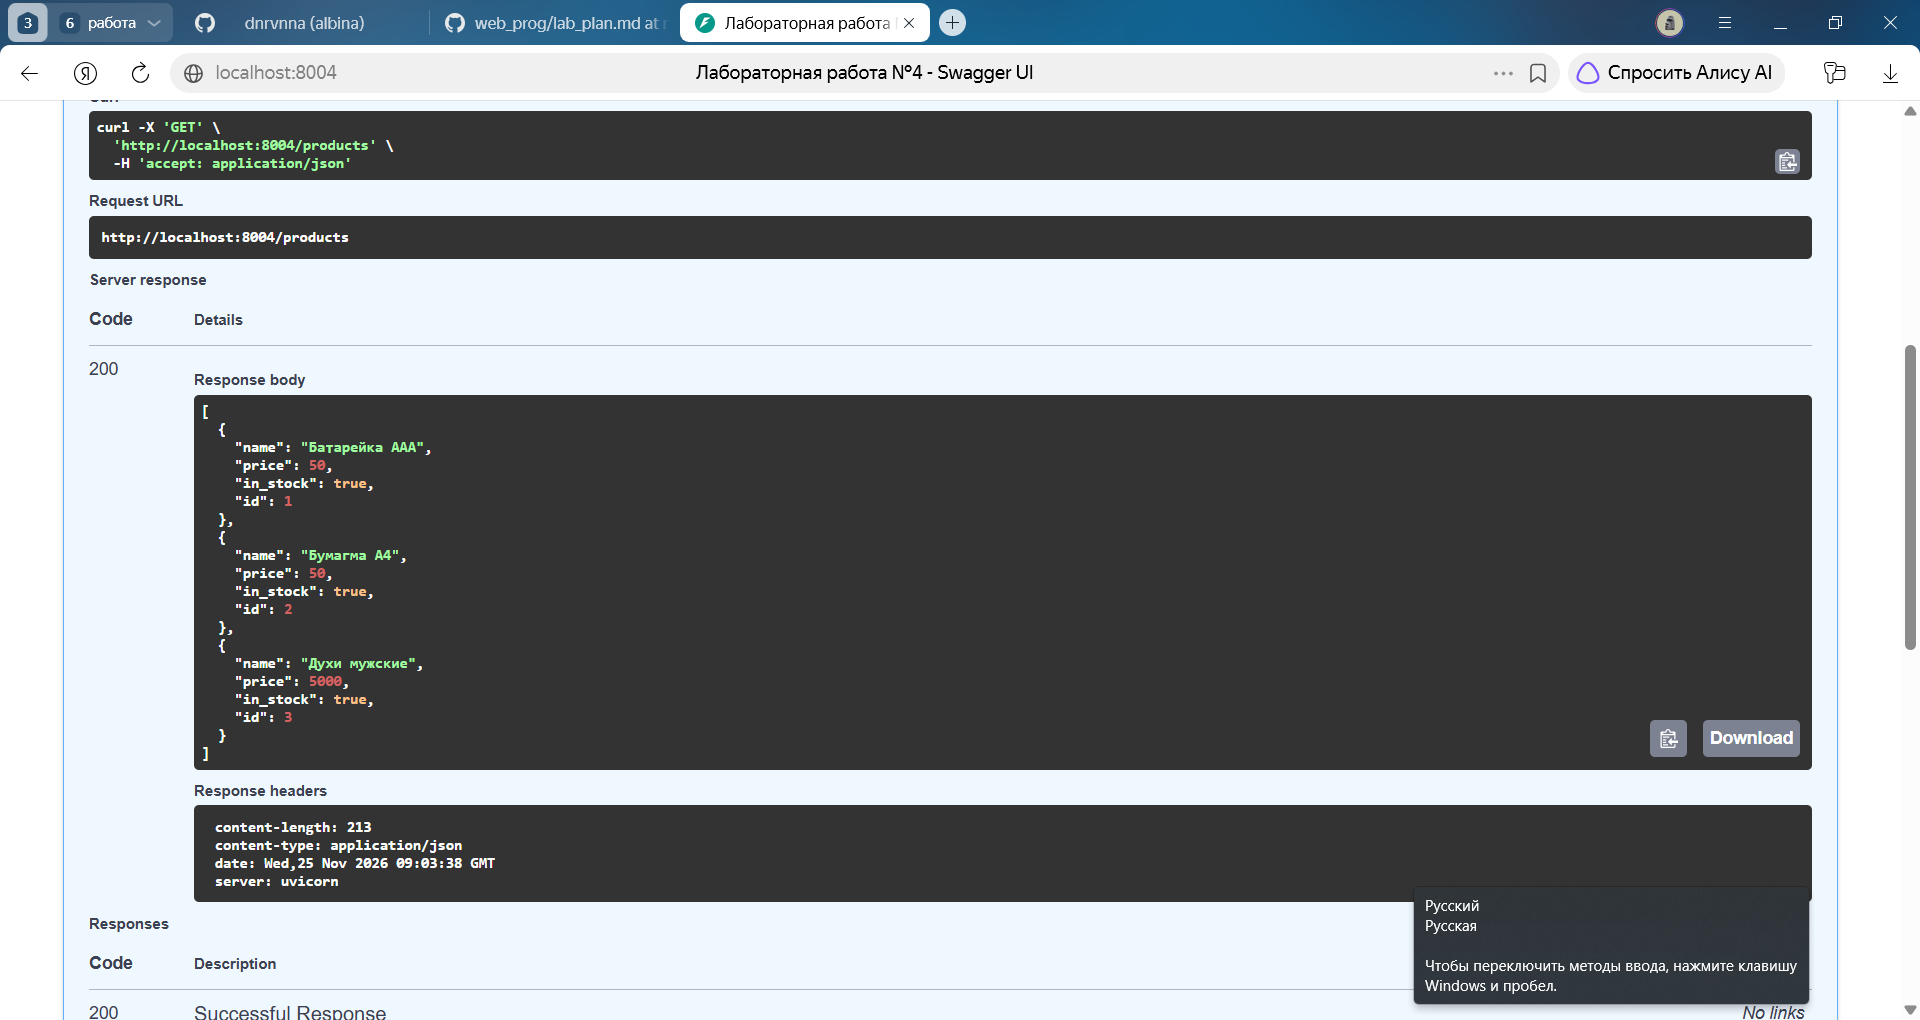 3
6 работа
dnrvnna (albina)
web_prog/lab_plan.md at
Лабораторная работа
localhost:8004
Лабораторная работа №4 - Swagger UI
Спросить Алису AI
curl -X 'GET' \
'http://localhost:8004/products' \
-H 'accept: application/json'
Request URL
http://localhost:8004/products
Server response
Code Details
200
Response body
[
{
"name": "Батарейка ААА",
"price": 50,
"in_stock": true,
"id": 1
},
{
"name": "Бумагма А4",
"price": 50,
"in_stock": true,
"id": 2
},
{
"name": "Духи мужские",
"price": 5000,
"in_stock": true,
"id": 3
}
]
Download
Response headers
content-length: 213
content-type: application/json
date: Wed,25 Nov 2026 09:03:38 GMT
server: uvicorn
Responses
Code Description
200 Successful Response
No links
Русский
Русская
Чтобы переключить методы ввода, нажмите клавишу
Windows и пробел.